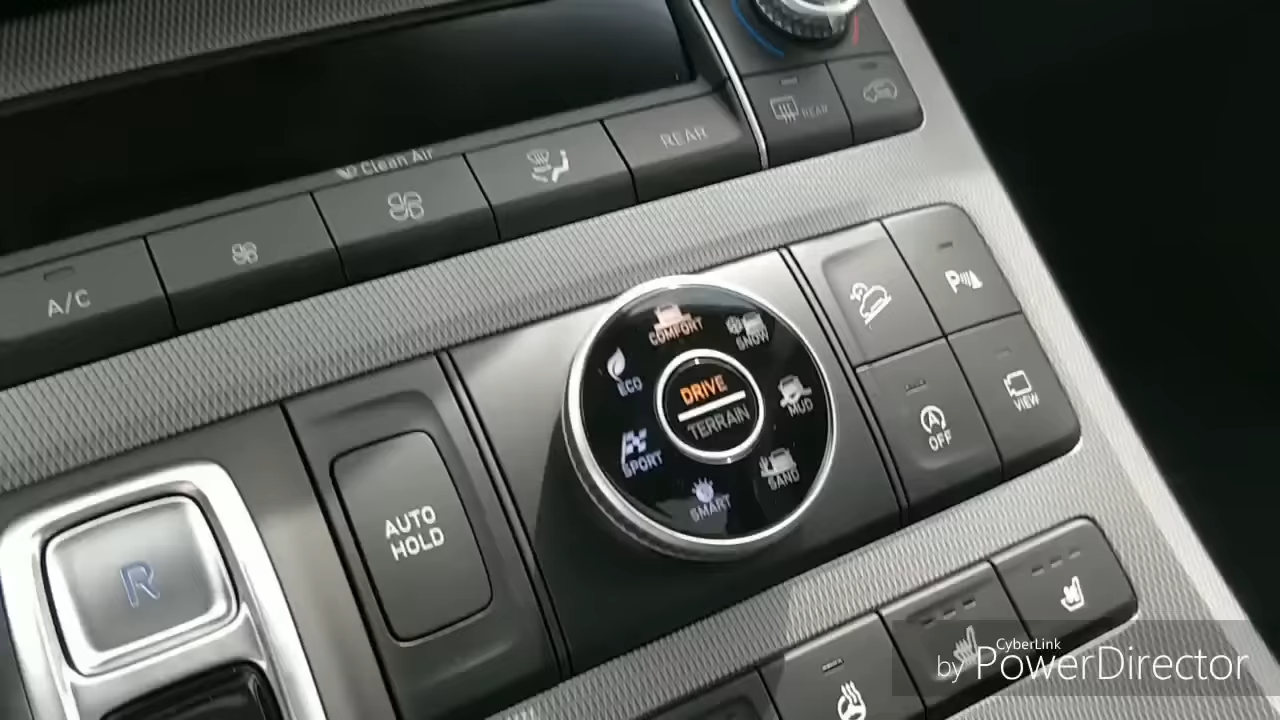 REAR
Clean Air
REAR
A/C
COMFORT
SNOW
ECO
DRIVE
TERRAIN
MUD
SPORT
SAND
SMART
P
VIEW
A
OFF
AUTO
HOLD
R
CyberLink
by PowerDirector